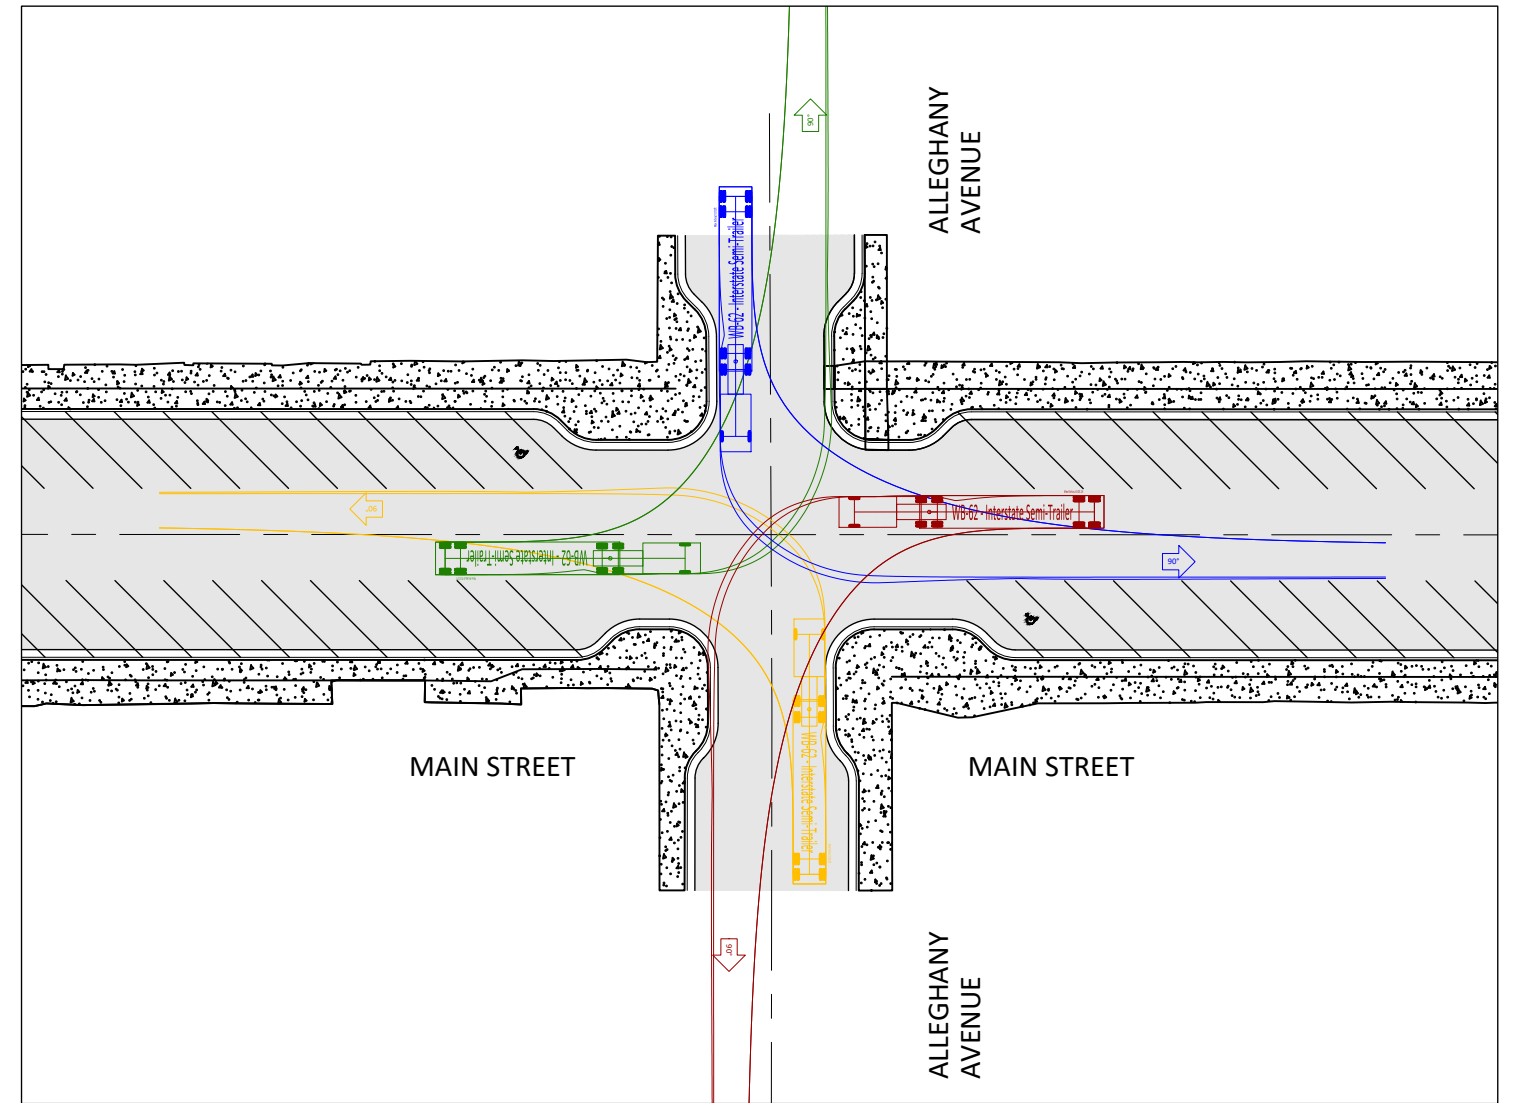 ALLEGHANY
AVENUE
90°
WB-62 - Interstate Semi-Trailer
90°
WB-62 - Interstate Semi-Trailer
WB-62 - Interstate Semi-Trailer
90°
MAIN STREET
MAIN STREET
WB-62 - Interstate Semi-Trailer
90°
ALLEGHANY
AVENUE